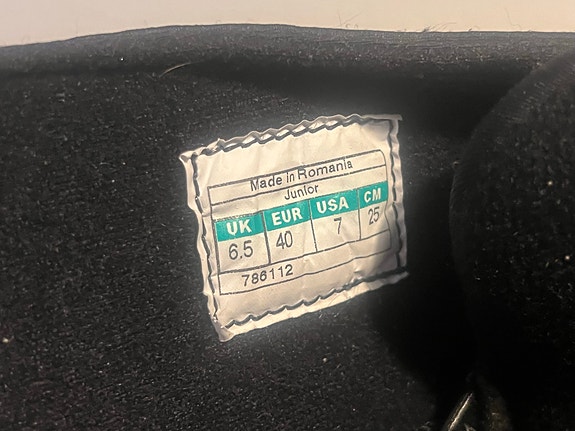 Made in Romania
Junior
UK EUR USA CM
6.5 40 7 25
786112